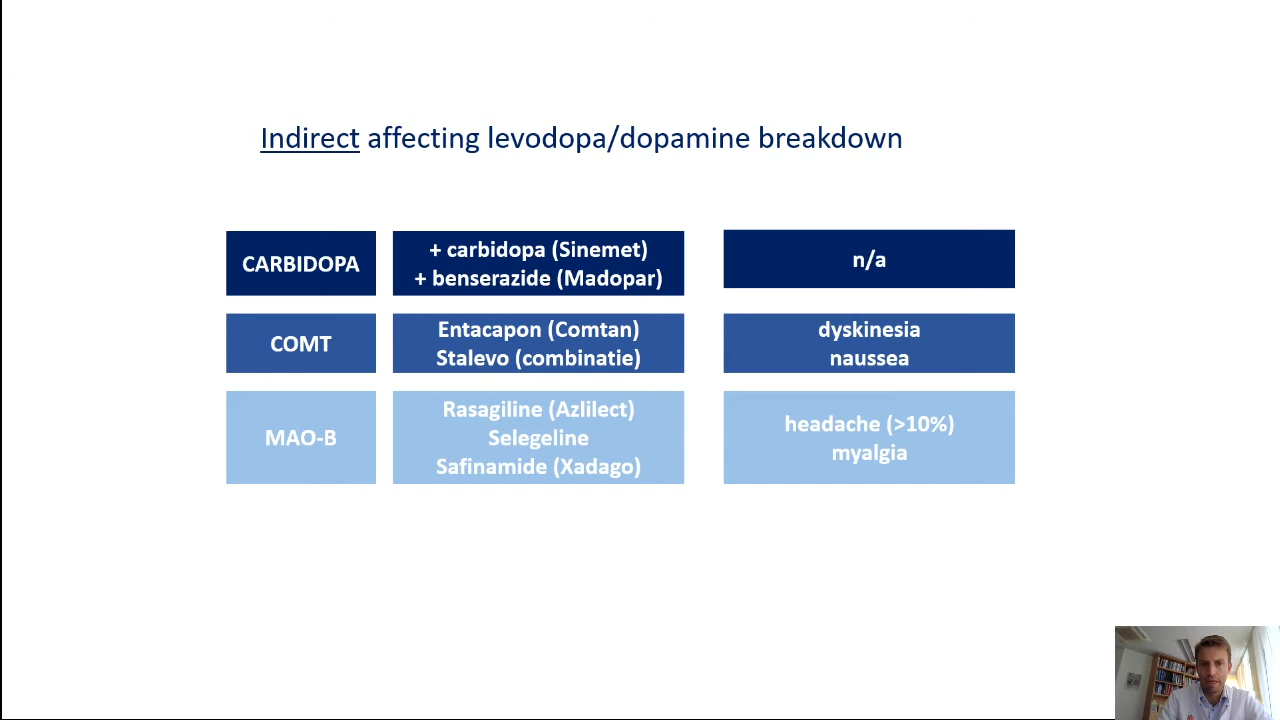 Indirect affecting levodopa/dopamine breakdown
CARBIDOPA
+ carbidopa (Sinemet)
+ benserazide (Madopar)
n/a
COMT
Entacapon (Comtan)
Stalevo (combinatie)
dyskinesia
naussea
MAO-B
Rasagiline (Azlilect)
Selegeline
Safinamide (Xadago)
headache (>10%)
myalgia